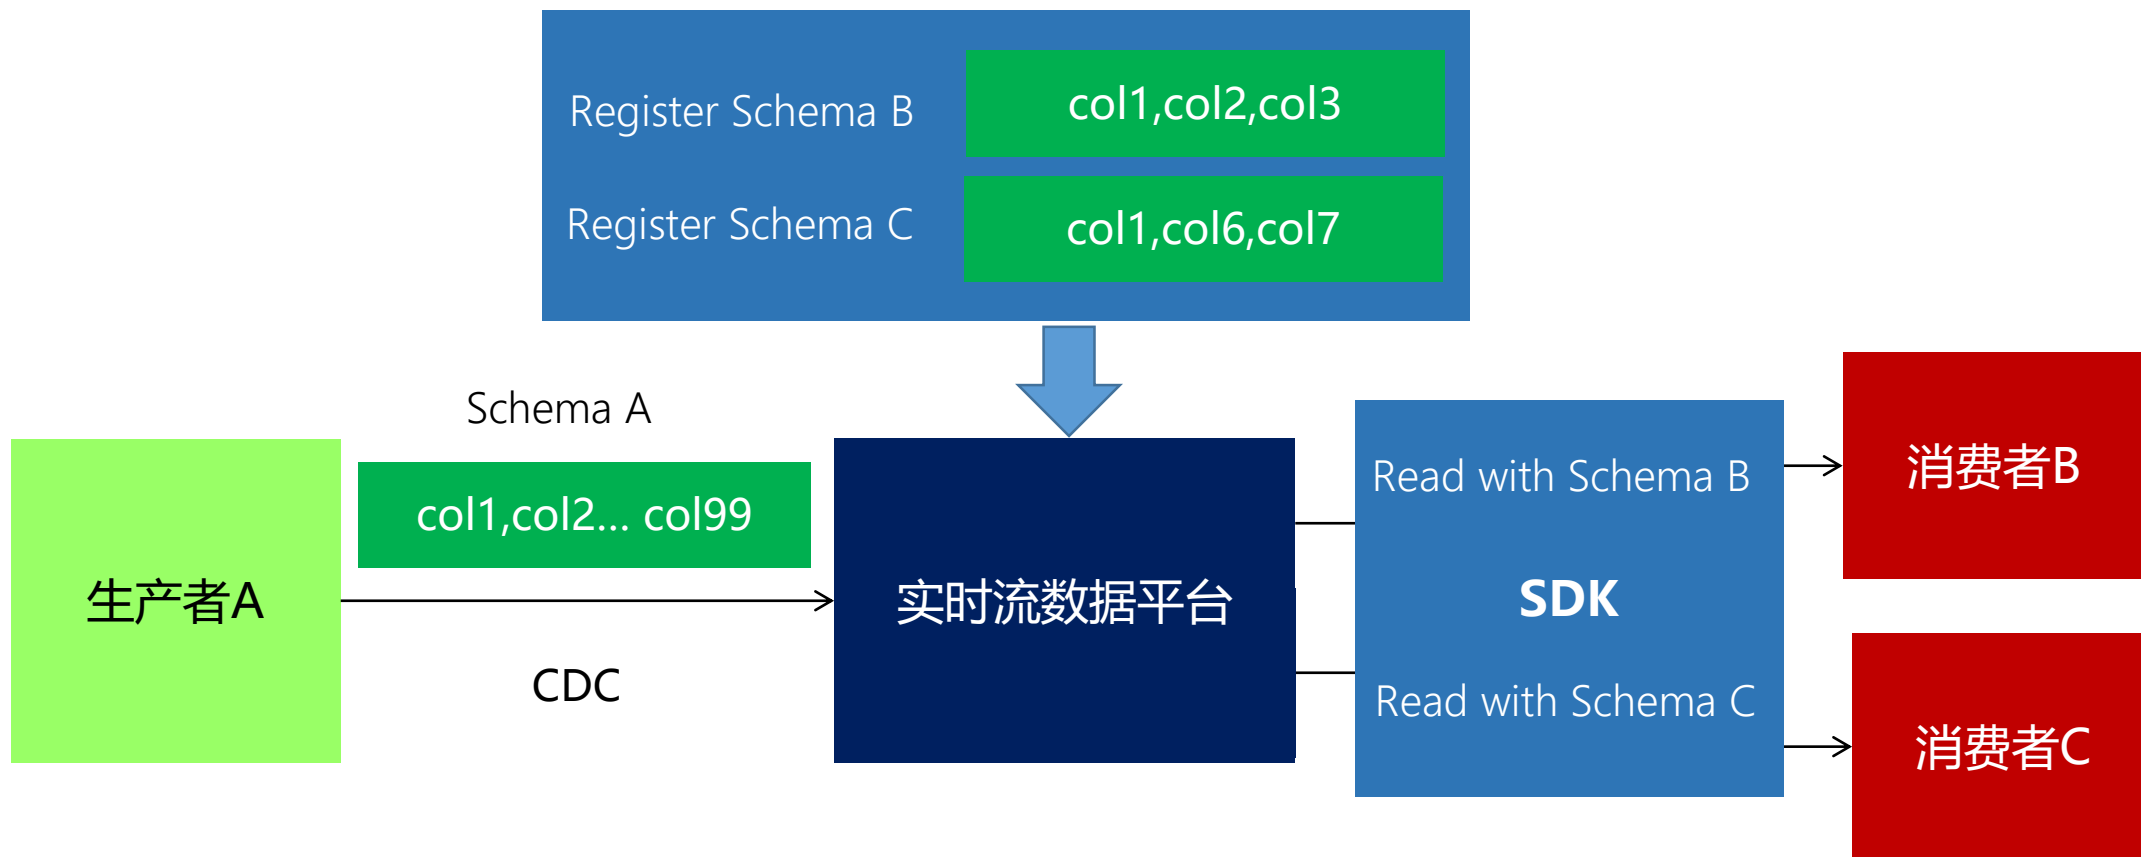 Register Schema B
col1,col2,col3
Register Schema C
col1,col6,col7
Schema A
col1,col2... col99
生产者A
CDC
实时流数据平台
Read with Schema B
SDK
Read with Schema C
消费者B
消费者C